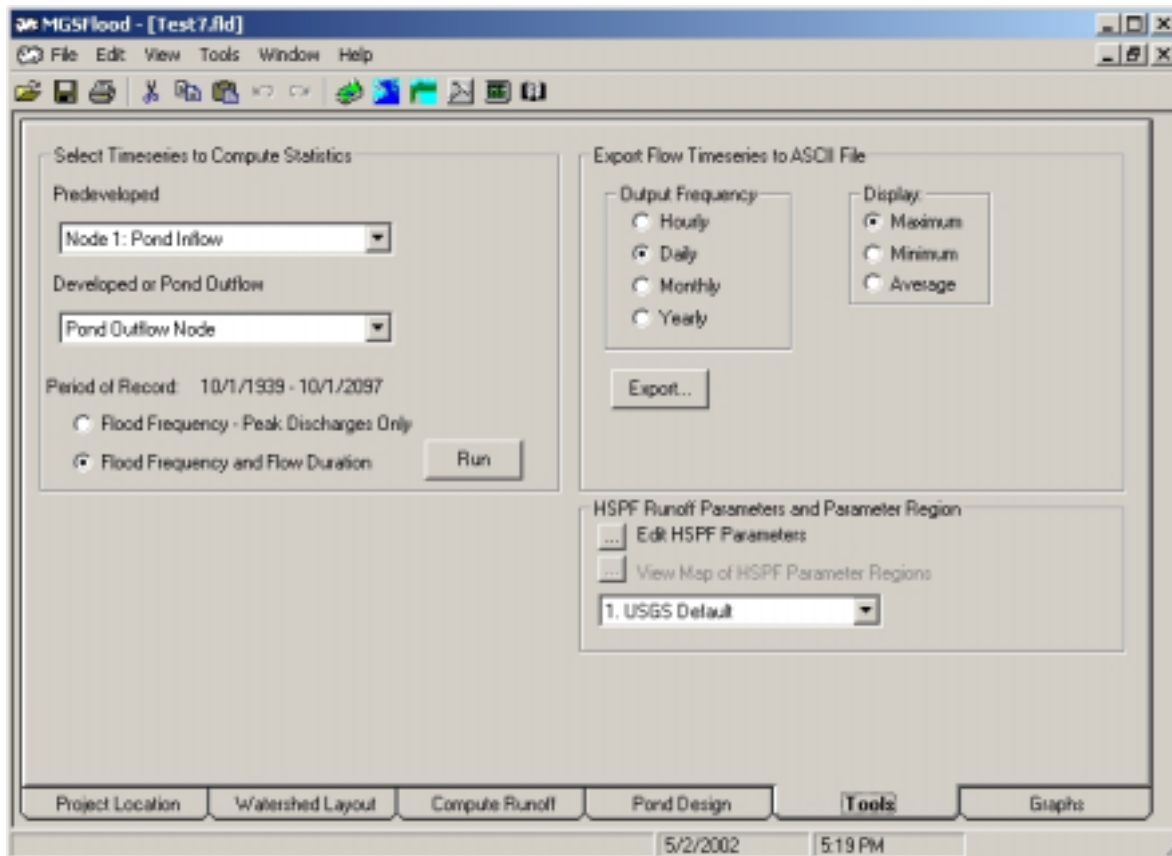 MGSFlood - [Test7.fld]
File Edit View Tools Window Help
Select Timeseries to Compute Statistics
Predeveloped
Node 1: Pond Inflow
Developed or Pond Outflow
Pond Outflow Node
Period of Record: 10/1/1939 - 10/1/2097
Flood Frequency - Peak Discharges Only
Flood Frequency and Flow Duration
Run
Export Flow Timeseries to ASCII File
Output Frequency
Hourly
Daily
Monthly
Yearly
Display:
Maximum
Minimum
Average
Export...
HSPF Runoff Parameters and Parameter Region
... Edit HSPF Parameters
... View Map of HSPF Parameter Regions
1. USGS Default
Project Location Watershed Layout Compute Runoff Pond Design Tools Graphs
5/2/2002 5:19 PM